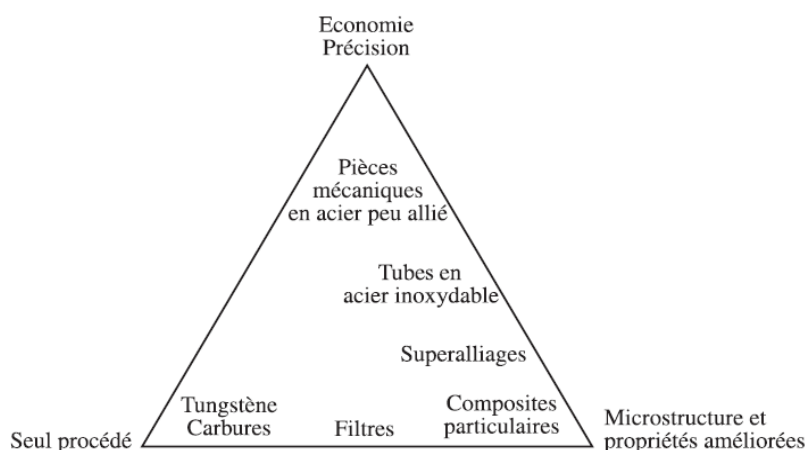 Economie
Précision
Pièces
mécaniques
en acier peu allié
Tubes en
acier inoxydable
Superalliages
Tungstène
Carbures
Filtres
Composites
particulaires
Seul procédé
Microstructure et
propriétés améliorées